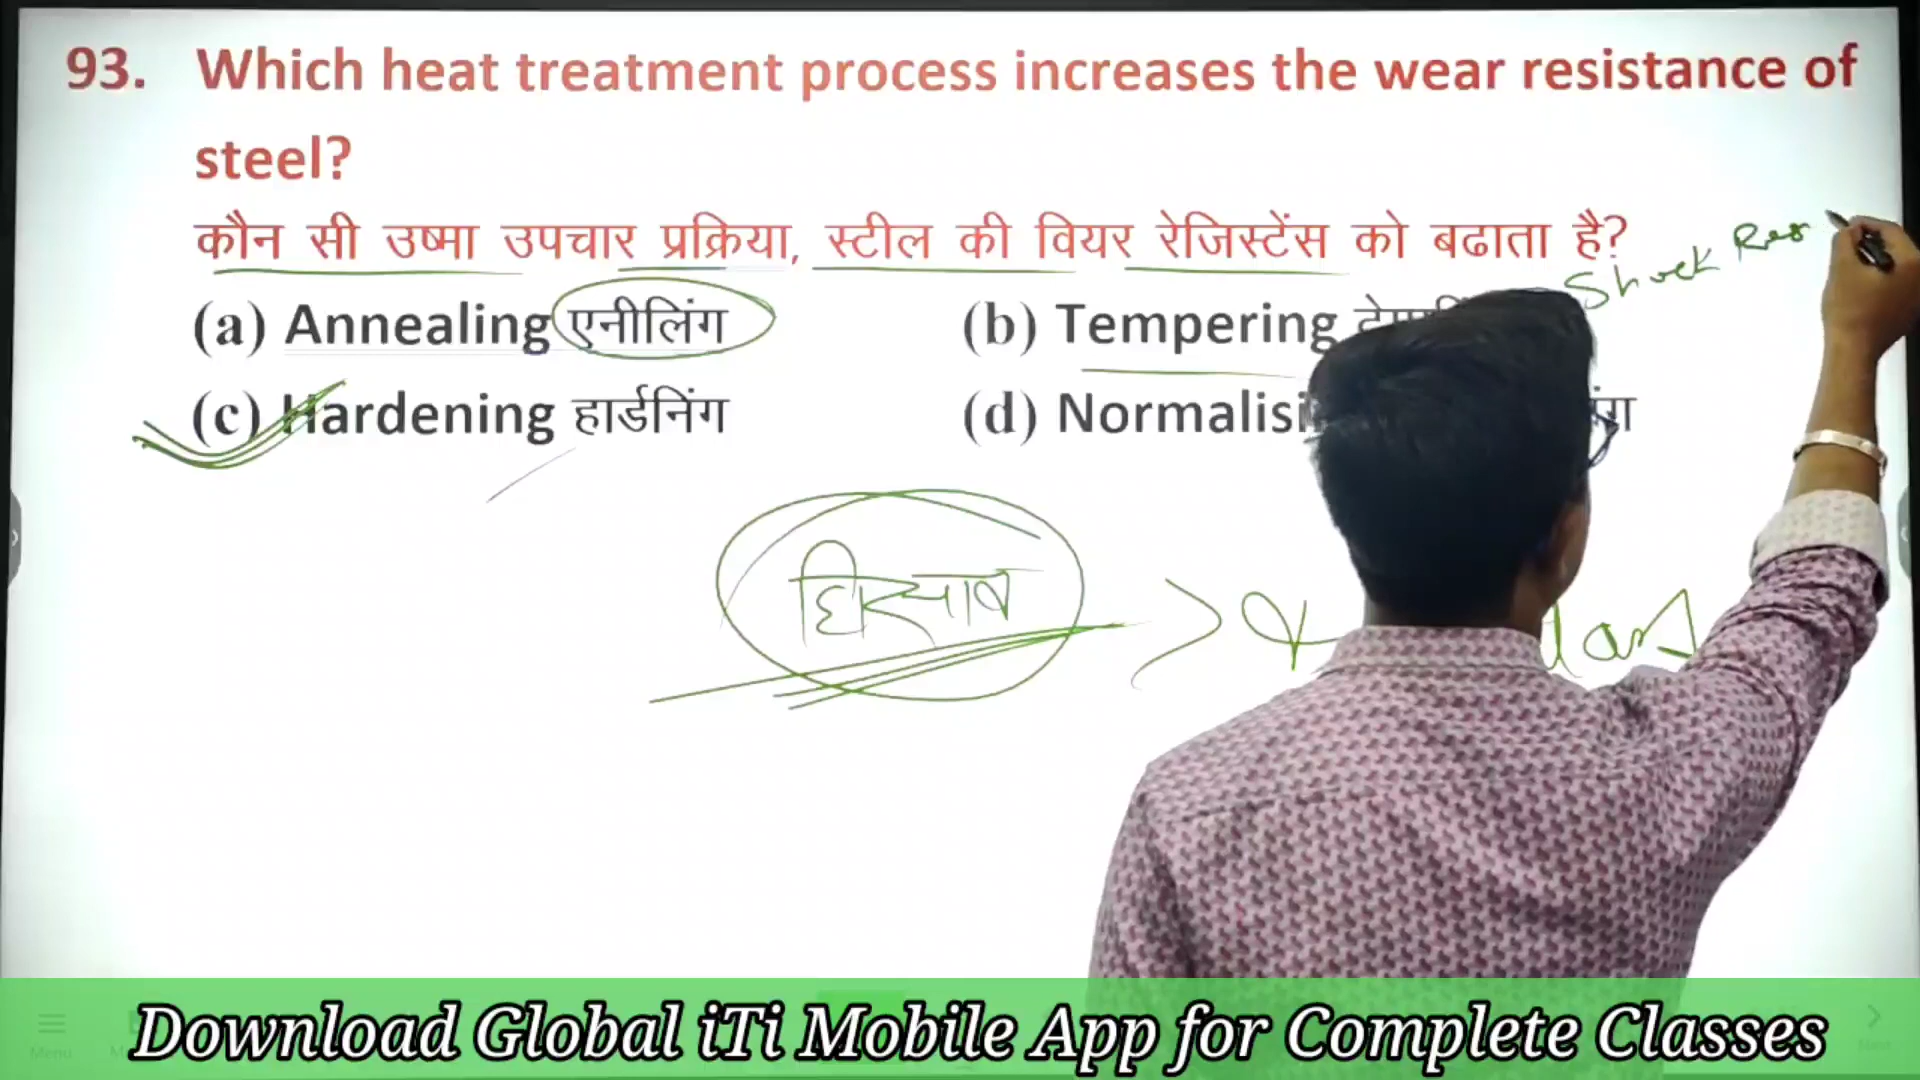 93. Which heat treatment process increases the wear resistance of
steel?
कौन सी उष्मा उपचार प्रक्रिया, स्टील की वियर रेजिस्टेंस को बढाता है?
Shock Res
(a) Annealing एनीलिंग
(b) Tempering
(c) Hardening हार्डनिंग
(d) Normalisi
घिसाव
Menu
Download Global iTi Mobile App for Complete Classes